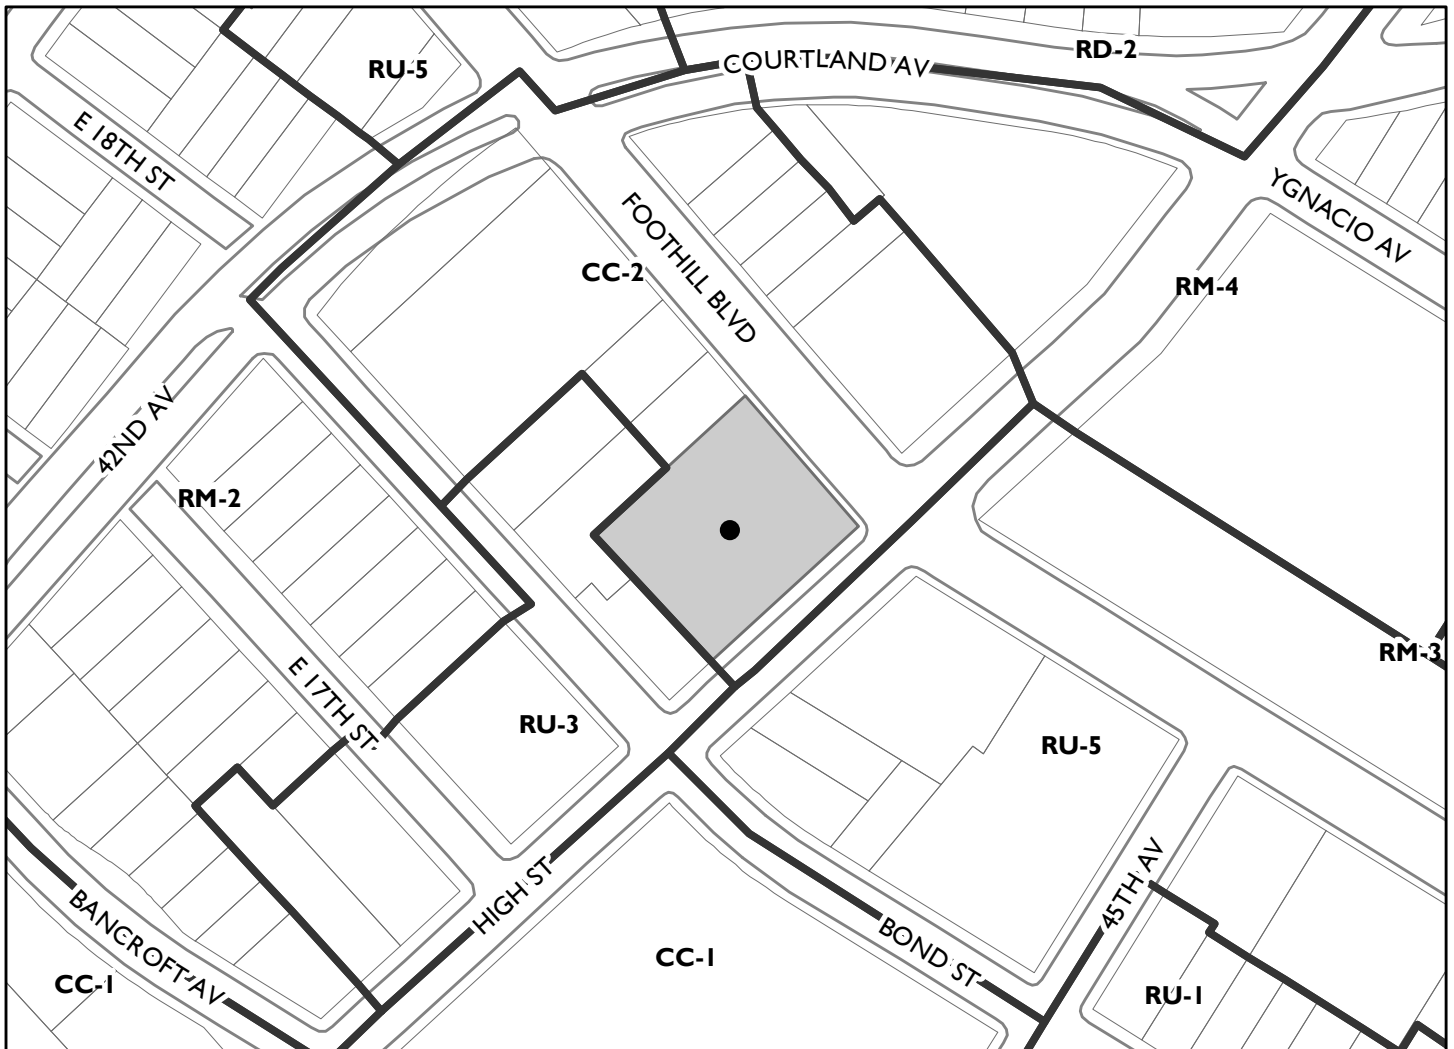 RD-2
COURTLAND AV
RU-5
E 18TH ST
YGNACIO AV
FOOTHILL BLVD
CC-2
RM-4
42ND AV
RM-2
RM-3
E 17TH ST
RU-3
RU-5
45TH AV
HIGH ST
BANCROFT AV
BOND ST
CC-1
CC-1
RU-1